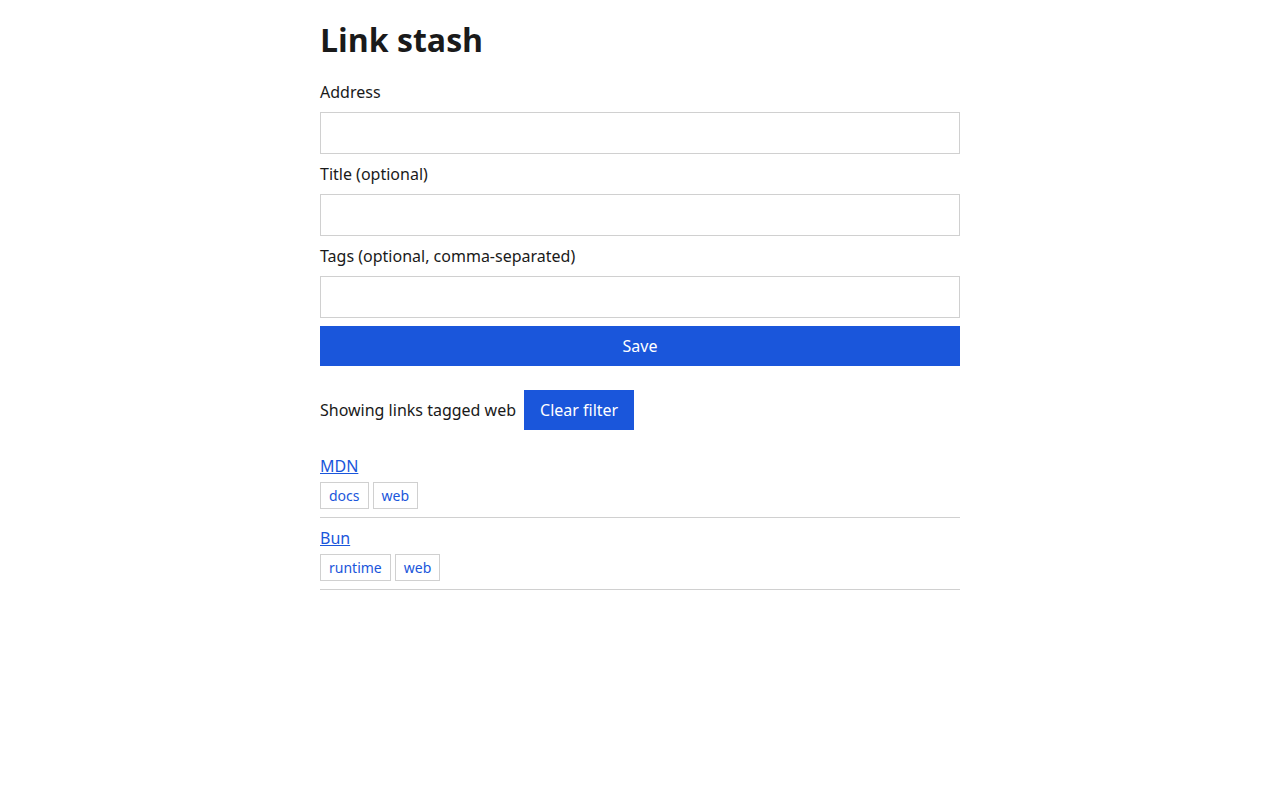 Link stash
Address
Title (optional)
Tags (optional, comma-separated)
Save
Showing links tagged web Clear filter
MDN
docs web
Bun
runtime web